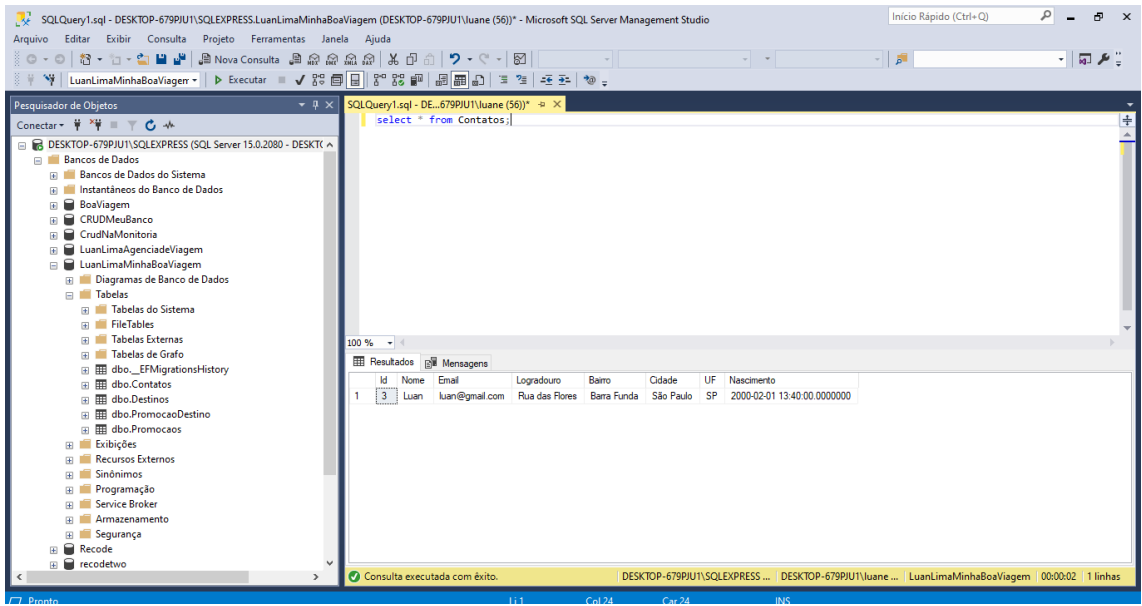 SQLQuery1.sql - DESKTOP-679PJU1\SQLEXPRESS.LuanLimaMinhaBoaViagem (DESKTOP-679PJU1\luane (56))* - Microsoft SQL Server Management Studio
Início Rápido (Ctrl+Q)
Arquivo Editar Exibir Consulta Projeto Ferramentas Janela Ajuda
Nova Consulta
MDX DMX XMLA DAX
LuanLimaMinhaBoaViagem
Executar
Pesquisador de Objetos
SQLQuery1.sql - DE...679PJU1\luane (56))*
Conectar
select * from Contatos;
DESKTOP-679PJU1\SQLEXPRESS (SQL Server 15.0.2080 - DESKT
Bancos de Dados
Bancos de Dados do Sistema
Instantâneos do Banco de Dados
BoaViagem
CRUDMeuBanco
CrudNaMonitoria
LuanLimaAgenciadeViagem
LuanLimaMinhaBoaViagem
Diagramas de Banco de Dados
Tabelas
Tabelas do Sistema
FileTables
Tabelas Externas
Tabelas de Grafo
dbo.__EFMigrationsHistory
dbo.Contatos
dbo.Destinos
dbo.PromocaoDestino
dbo.Promocaos
Exibições
Recursos Externos
Sinônimos
Programação
Service Broker
Armazenamento
Segurança
Recode
recodetwo
100 %
Resultados Mensagens
Id Nome Email Logradouro Bairro Cidade UF Nascimento
1 3 Luan luan@gmail.com Rua das Flores Barra Funda São Paulo SP 2000-02-01 13:40:00.0000000
Consulta executada com êxito. DESKTOP-679PJU1\SQLEXPRESS ... DESKTOP-679PJU1\luane ... LuanLimaMinhaBoaViagem 00:00:02 1 linhas
Pronto Li 1 Col 24 Car 24 INS